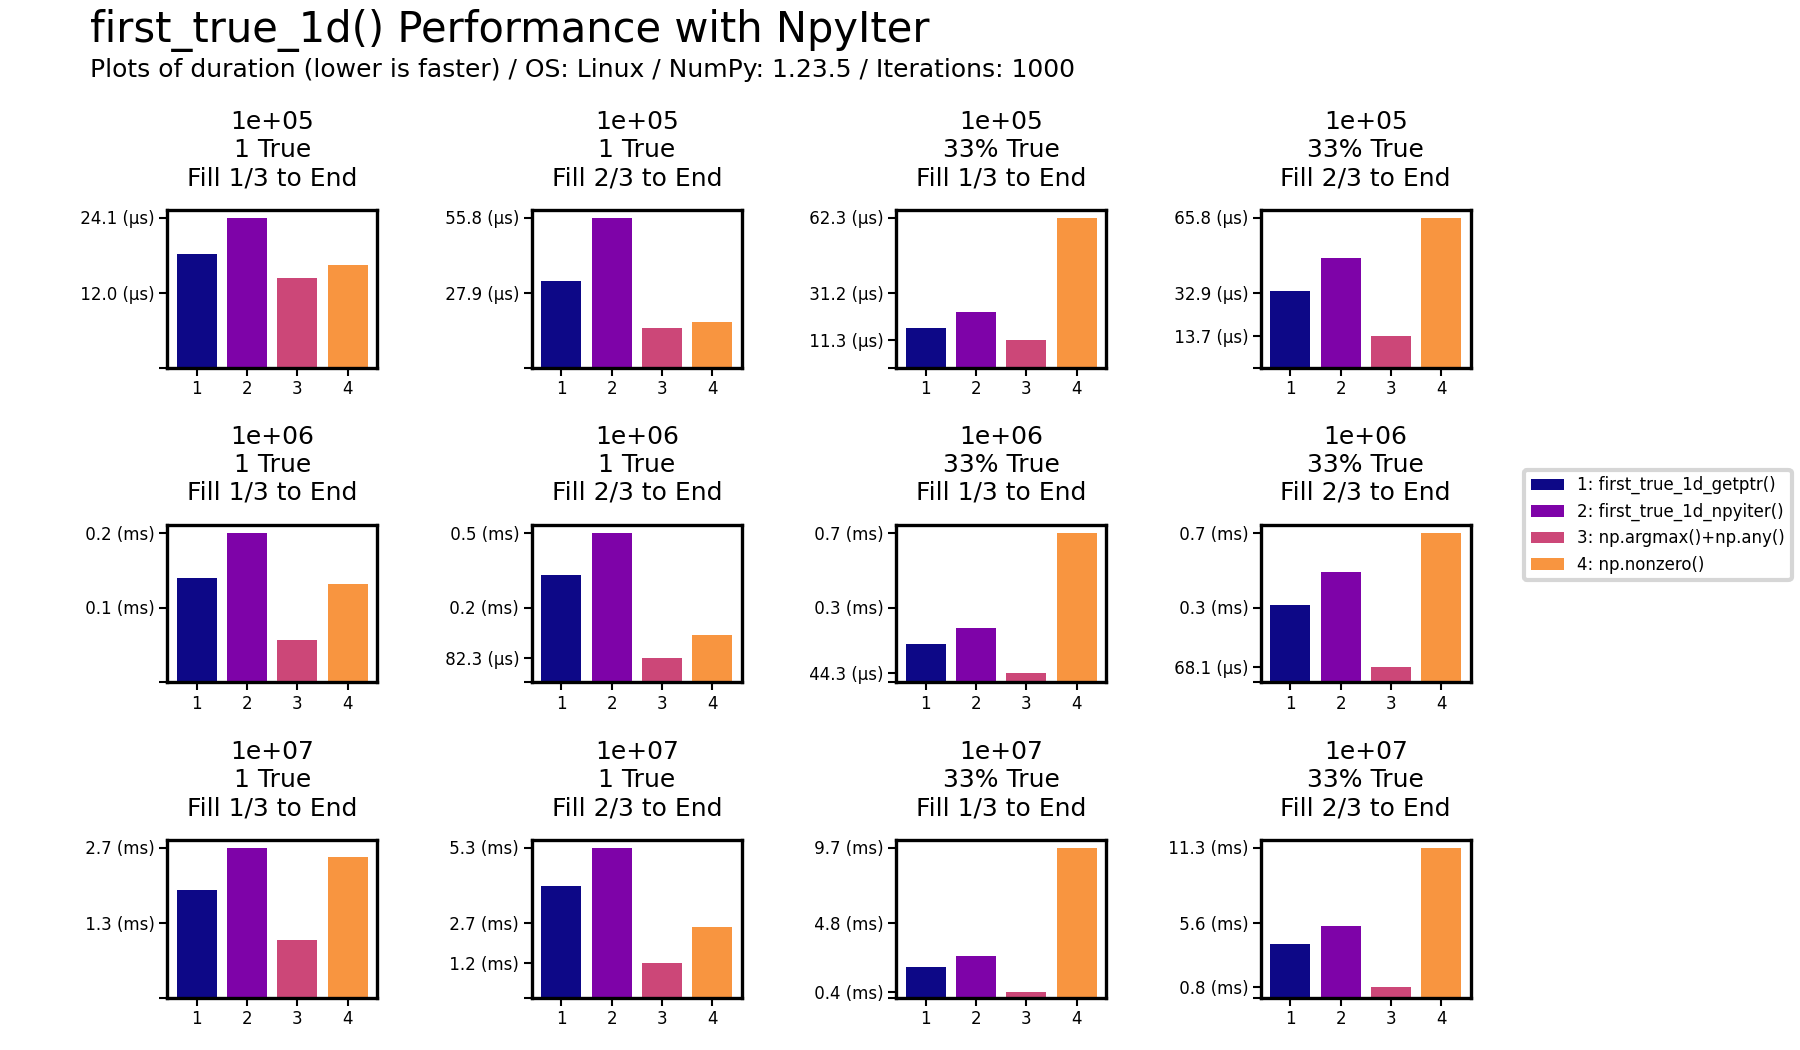 first_true_1d() Performance with NpyIter
Plots of duration (lower is faster) / OS: Linux / NumPy: 1.23.5 / Iterations: 1000
1e+05
1 True
Fill 1/3 to End
24.1 (µs)
12.0 (µs)
1 2 3 4
1e+05
1 True
Fill 2/3 to End
55.8 (µs)
27.9 (µs)
1 2 3 4
1e+05
33% True
Fill 1/3 to End
62.3 (µs)
31.2 (µs)
11.3 (µs)
1 2 3 4
1e+05
33% True
Fill 2/3 to End
65.8 (µs)
32.9 (µs)
13.7 (µs)
1 2 3 4
1e+06
1 True
Fill 1/3 to End
0.2 (ms)
0.1 (ms)
1 2 3 4
1e+06
1 True
Fill 2/3 to End
0.5 (ms)
0.2 (ms)
82.3 (µs)
1 2 3 4
1e+06
33% True
Fill 1/3 to End
0.7 (ms)
0.3 (ms)
44.3 (µs)
1 2 3 4
1e+06
33% True
Fill 2/3 to End
0.7 (ms)
0.3 (ms)
68.1 (µs)
1 2 3 4
1: first_true_1d_getptr()
2: first_true_1d_npyiter()
3: np.argmax()+np.any()
4: np.nonzero()
1e+07
1 True
Fill 1/3 to End
2.7 (ms)
1.3 (ms)
1 2 3 4
1e+07
1 True
Fill 2/3 to End
5.3 (ms)
2.7 (ms)
1.2 (ms)
1 2 3 4
1e+07
33% True
Fill 1/3 to End
9.7 (ms)
4.8 (ms)
0.4 (ms)
1 2 3 4
1e+07
33% True
Fill 2/3 to End
11.3 (ms)
5.6 (ms)
0.8 (ms)
1 2 3 4